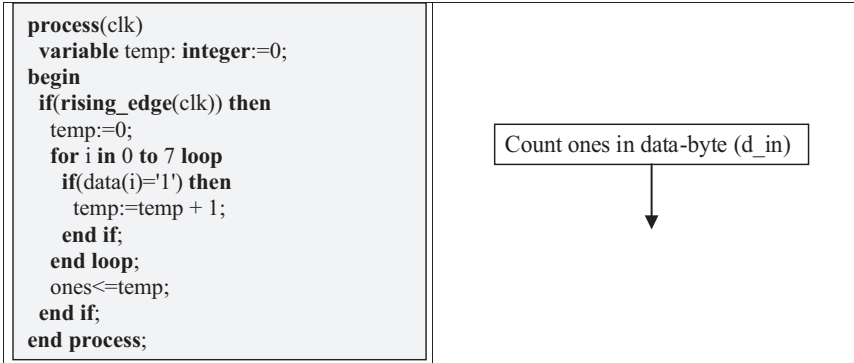 process(clk)
variable temp: integer:=0;
begin
if(rising_edge(clk)) then
temp:=0;
for i in 0 to 7 loop
if(data(i)='1') then
temp:=temp + 1;
end if;
end loop;
ones<=temp;
end if;
end process;
Count ones in data-byte (d_in)